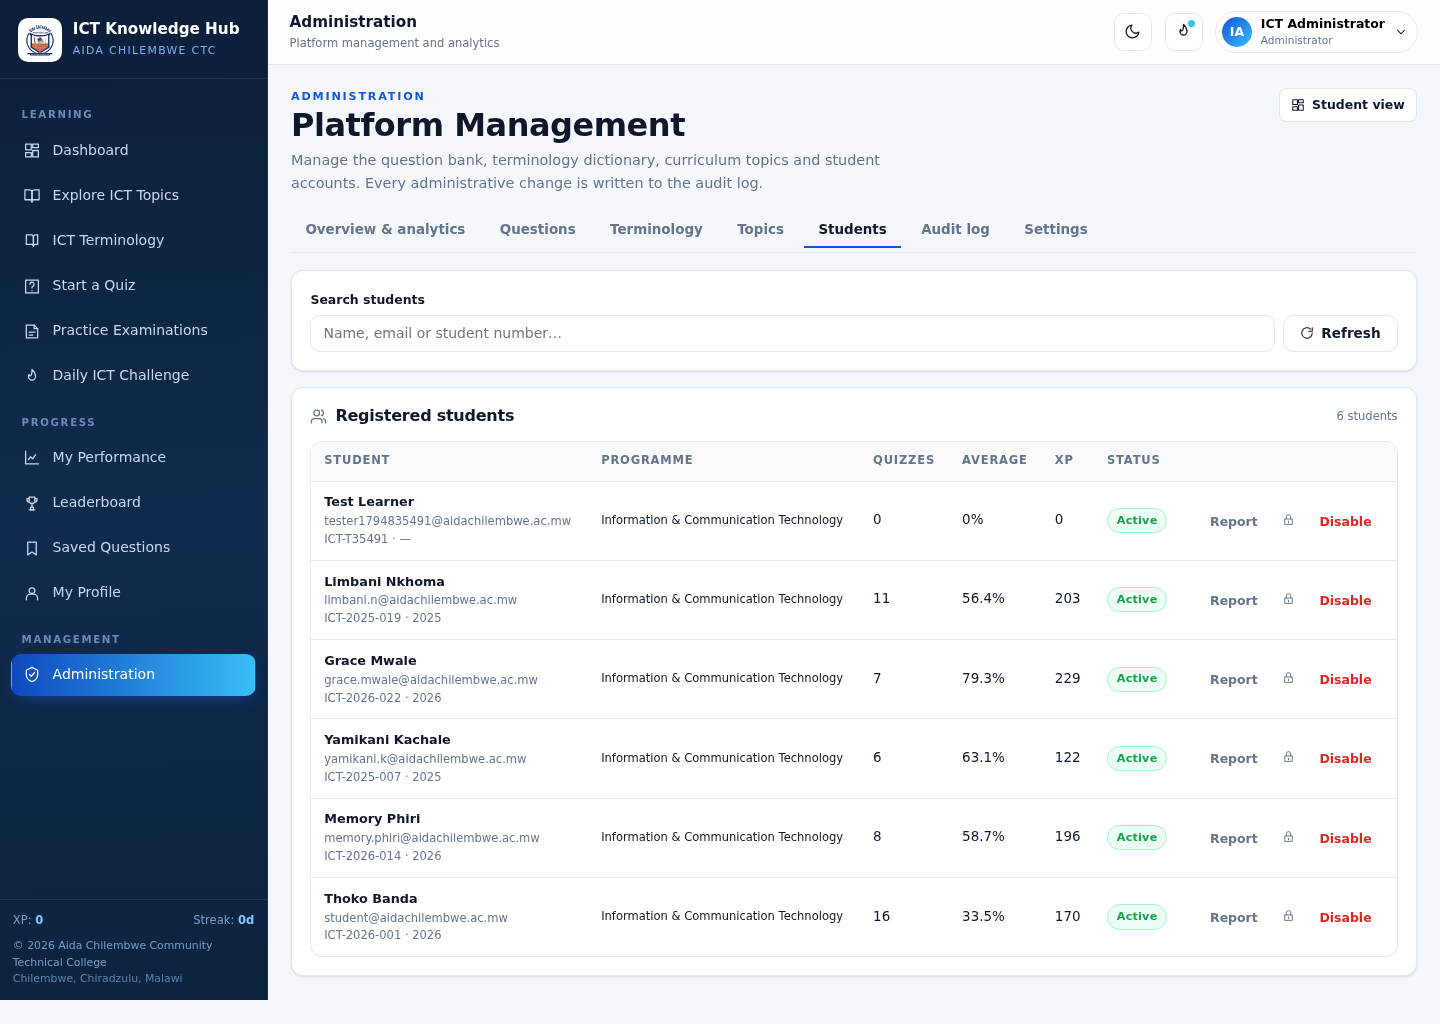 ICT Knowledge Hub
AIDA CHILEMBWE CTC
LEARNING
Dashboard
Explore ICT Topics
ICT Terminology
Start a Quiz
Practice Examinations
Daily ICT Challenge
PROGRESS
My Performance
Leaderboard
Saved Questions
My Profile
MANAGEMENT
Administration
XP: 0 Streak: 0d
© 2026 Aida Chilembwe Community
Technical College
Chilembwe, Chiradzulu, Malawi
Administration
Platform management and analytics
IA
ICT Administrator
Administrator
ADMINISTRATION
Platform Management
Manage the question bank, terminology dictionary, curriculum topics and student
accounts. Every administrative change is written to the audit log.
Student view
Overview & analytics Questions Terminology Topics Students Audit log Settings
Search students
Name, email or student number...
Refresh
Registered students
6 students
STUDENT PROGRAMME QUIZZES AVERAGE XP STATUS
Test Learner
tester1794835491@aidachilembwe.ac.mw
ICT-T35491 · —
Information & Communication Technology 0 0% 0 Active Report Disable
Limbani Nkhoma
limbani.n@aidachilembwe.ac.mw
ICT-2025-019 · 2025
Information & Communication Technology 11 56.4% 203 Active Report Disable
Grace Mwale
grace.mwale@aidachilembwe.ac.mw
ICT-2026-022 · 2026
Information & Communication Technology 7 79.3% 229 Active Report Disable
Yamikani Kachale
yamikani.k@aidachilembwe.ac.mw
ICT-2025-007 · 2025
Information & Communication Technology 6 63.1% 122 Active Report Disable
Memory Phiri
memory.phiri@aidachilembwe.ac.mw
ICT-2026-014 · 2026
Information & Communication Technology 8 58.7% 196 Active Report Disable
Thoko Banda
student@aidachilembwe.ac.mw
ICT-2026-001 · 2026
Information & Communication Technology 16 33.5% 170 Active Report Disable